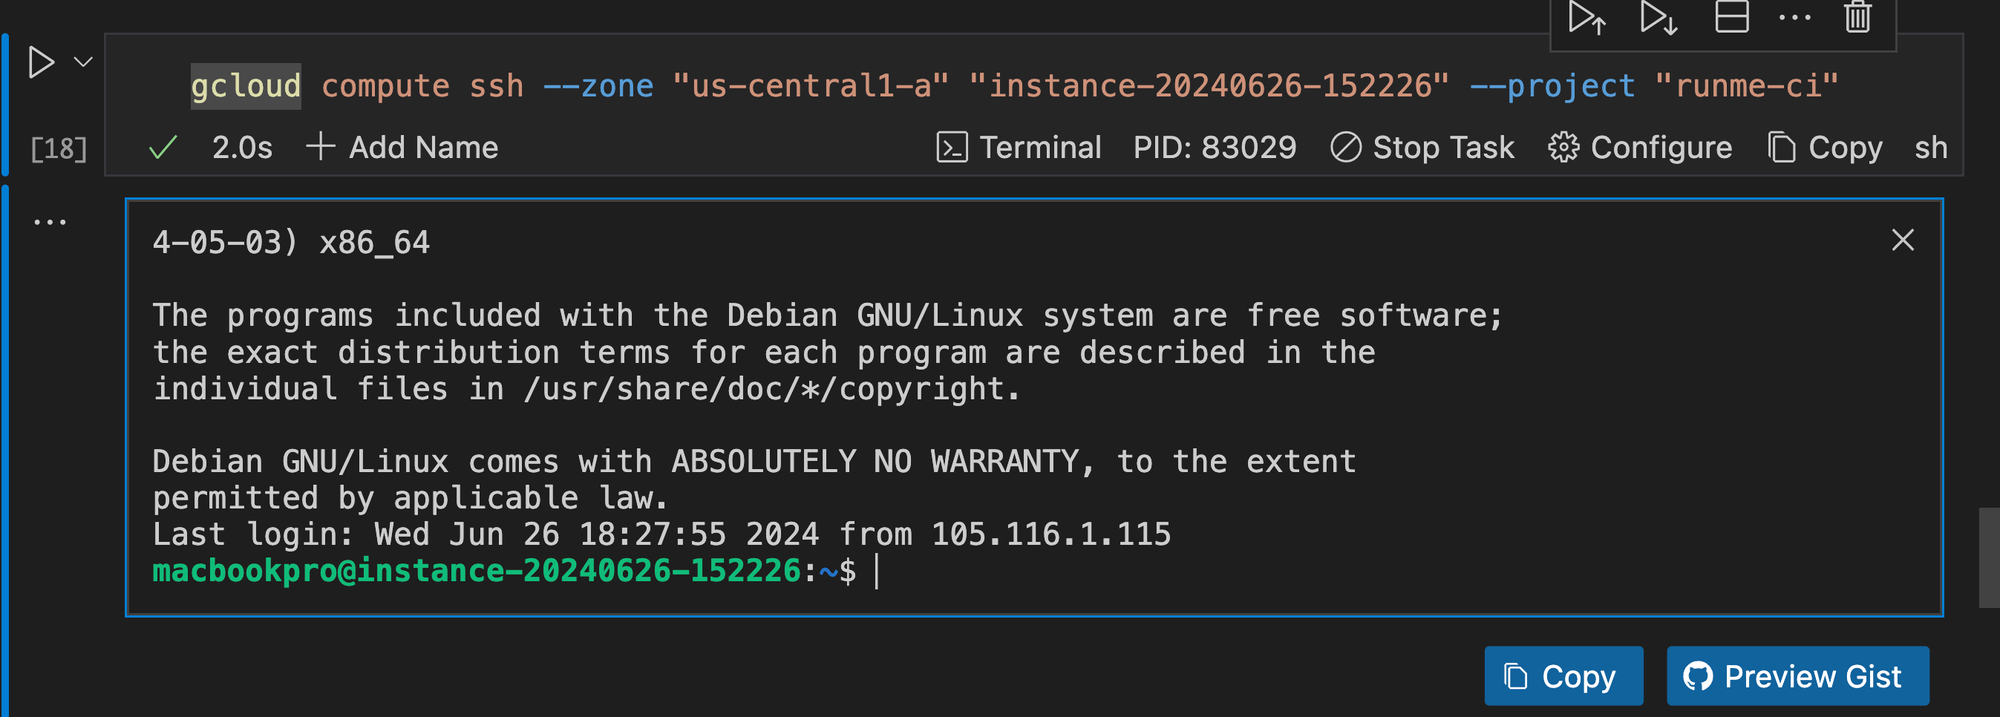 gcloud compute ssh --zone "us-central1-a" "instance-20240626-152226" --project "runme-ci"
[18] 2.0s Add Name Terminal PID: 83029 Stop Task Configure Copy sh
4-05-03) x86_64
The programs included with the Debian GNU/Linux system are free software;
the exact distribution terms for each program are described in the
individual files in /usr/share/doc/*/copyright.
Debian GNU/Linux comes with ABSOLUTELY NO WARRANTY, to the extent
permitted by applicable law.
Last login: Wed Jun 26 18:27:55 2024 from 105.116.1.115
macbookpro@instance-20240626-152226:~$
Copy Preview Gist